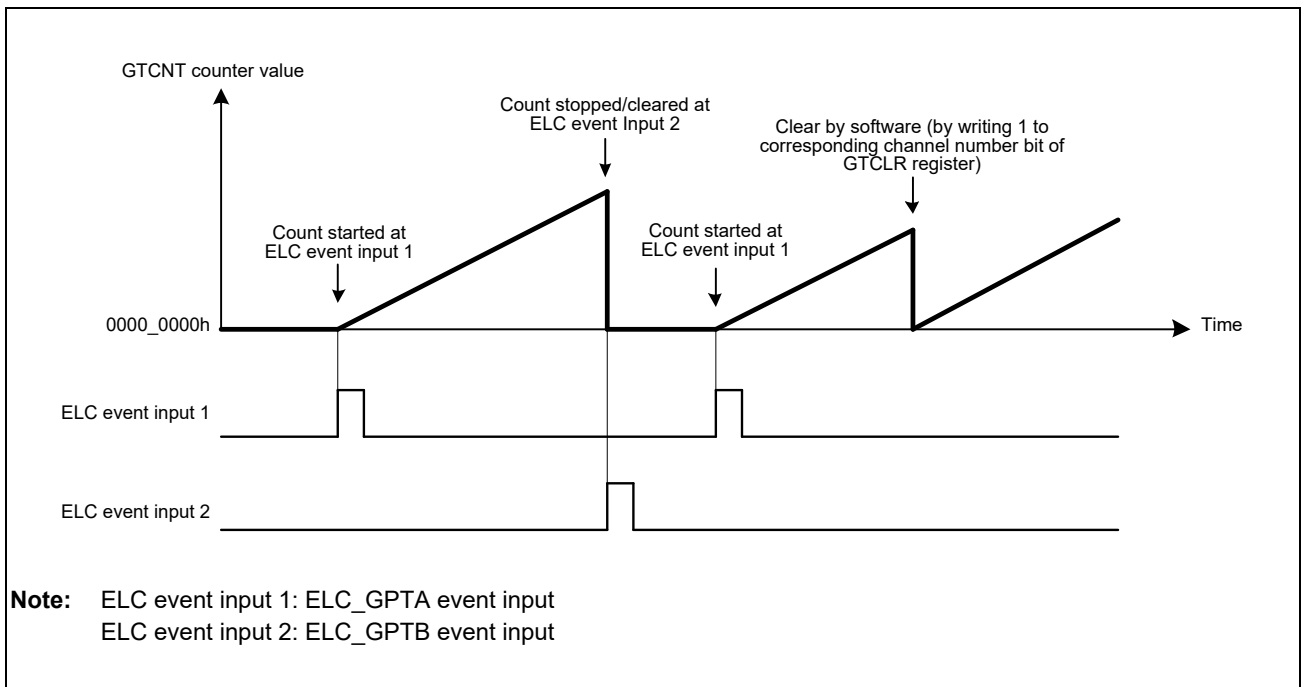 GTCNT counter value
Count stopped/cleared at
ELC event Input 2
Clear by software (by writing 1 to
corresponding channel number bit of
GTCLR register)
Count started at
ELC event input 1
Count started at
ELC event input 1
0000_0000h
Time
ELC event input 1
ELC event input 2
Note: ELC event input 1: ELC_GPTA event input
ELC event input 2: ELC_GPTB event input